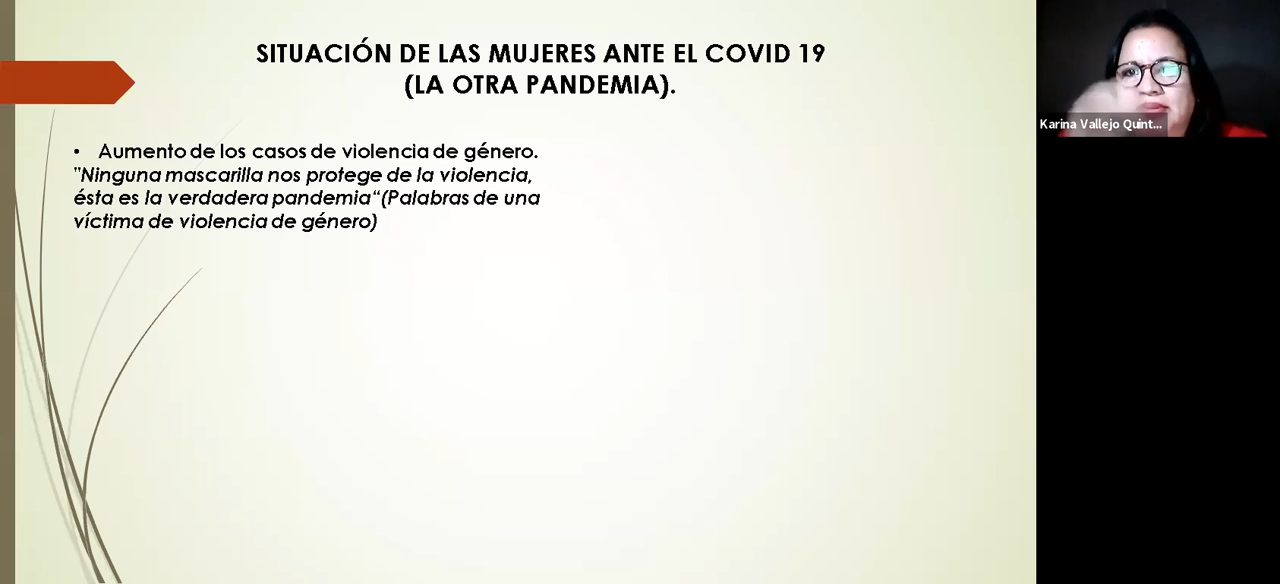 SITUACIÓN DE LAS MUJERES ANTE EL COVID 19
(LA OTRA PANDEMIA).
• Aumento de los casos de violencia de género.
"Ninguna mascarilla nos protege de la violencia,
ésta es la verdadera pandemia“(Palabras de una
víctima de violencia de género)
Karina Vallejo Quint...